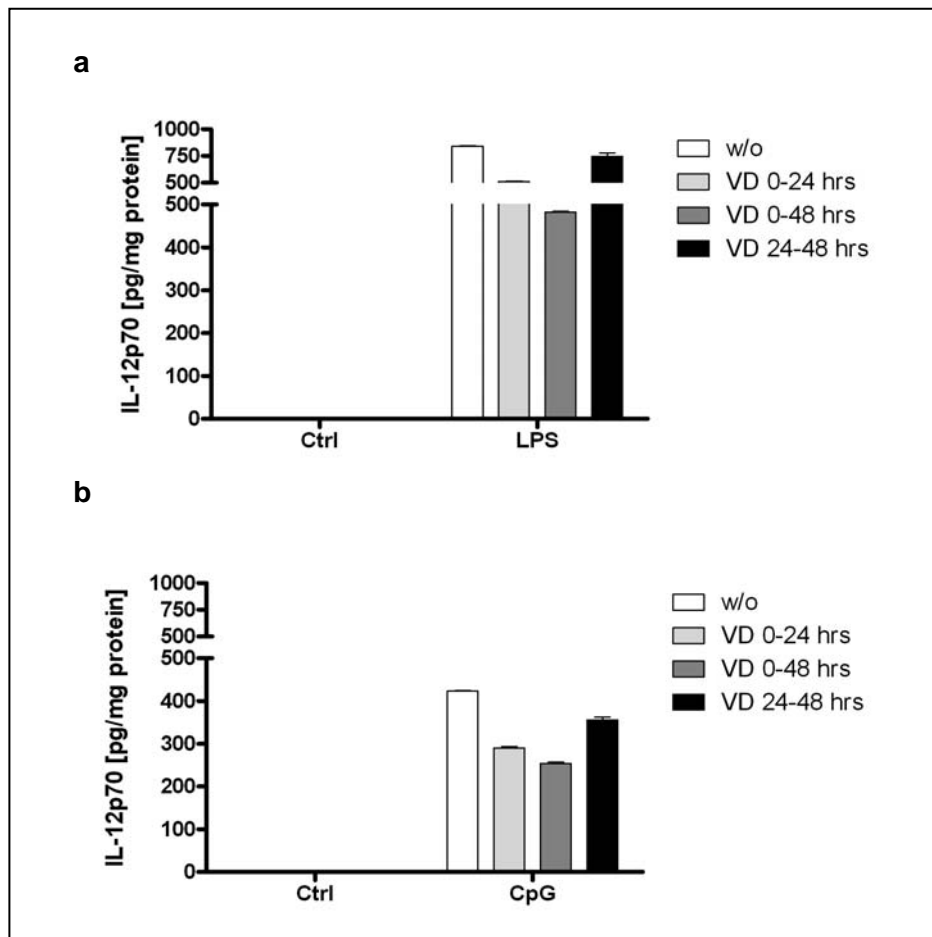 a
IL-12p70 [pg/mg protein]
1000
750
500
500
400
300
200
100
0
Ctrl
LPS
w/o
VD 0-24 hrs
VD 0-48 hrs
VD 24-48 hrs
b
IL-12p70 [pg/mg protein]
1000
750
500
500
400
300
200
100
0
Ctrl
CpG
w/o
VD 0-24 hrs
VD 0-48 hrs
VD 24-48 hrs